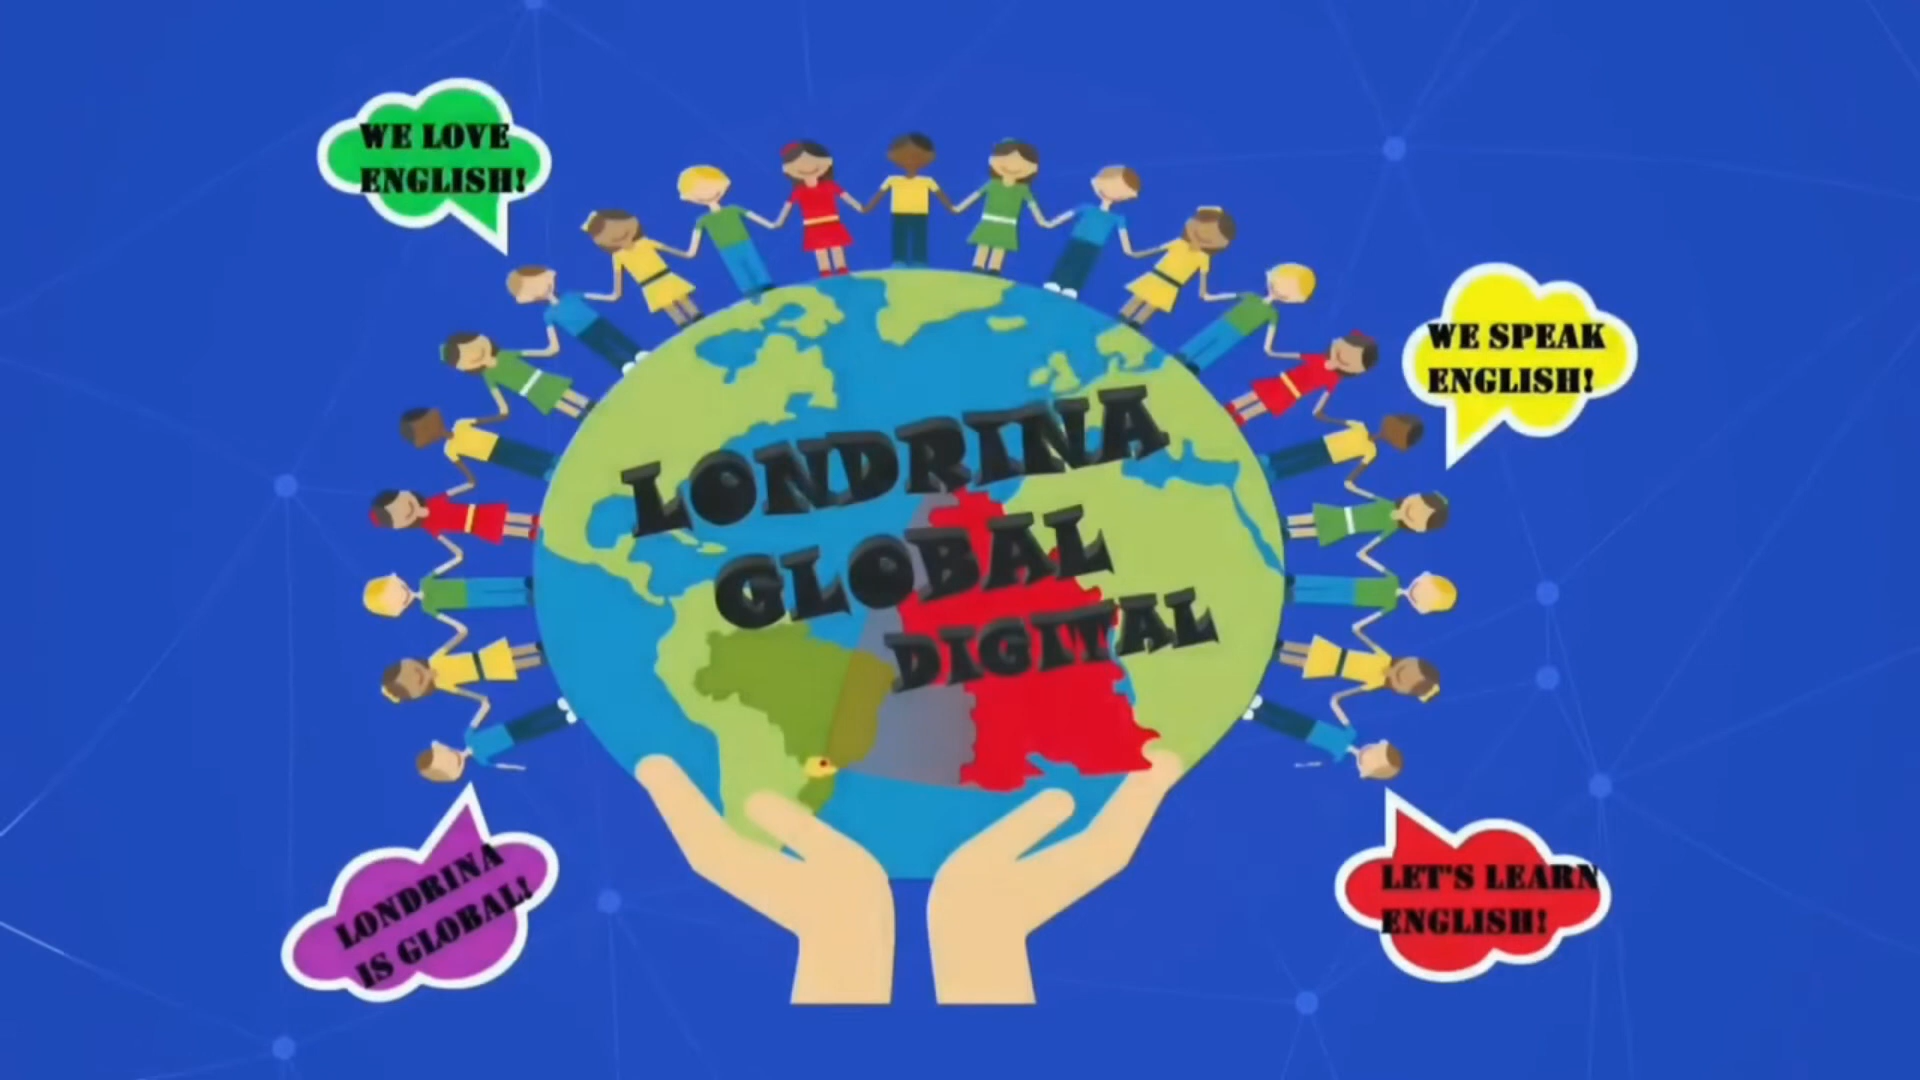 WE LOVE
ENGLISH!
WE SPEAK
ENGLISH!
LONDRINA
GLOBAL
DIGITAL
LONDRINA
IS GLOBAL!
LET'S LEARN
ENGLISH!